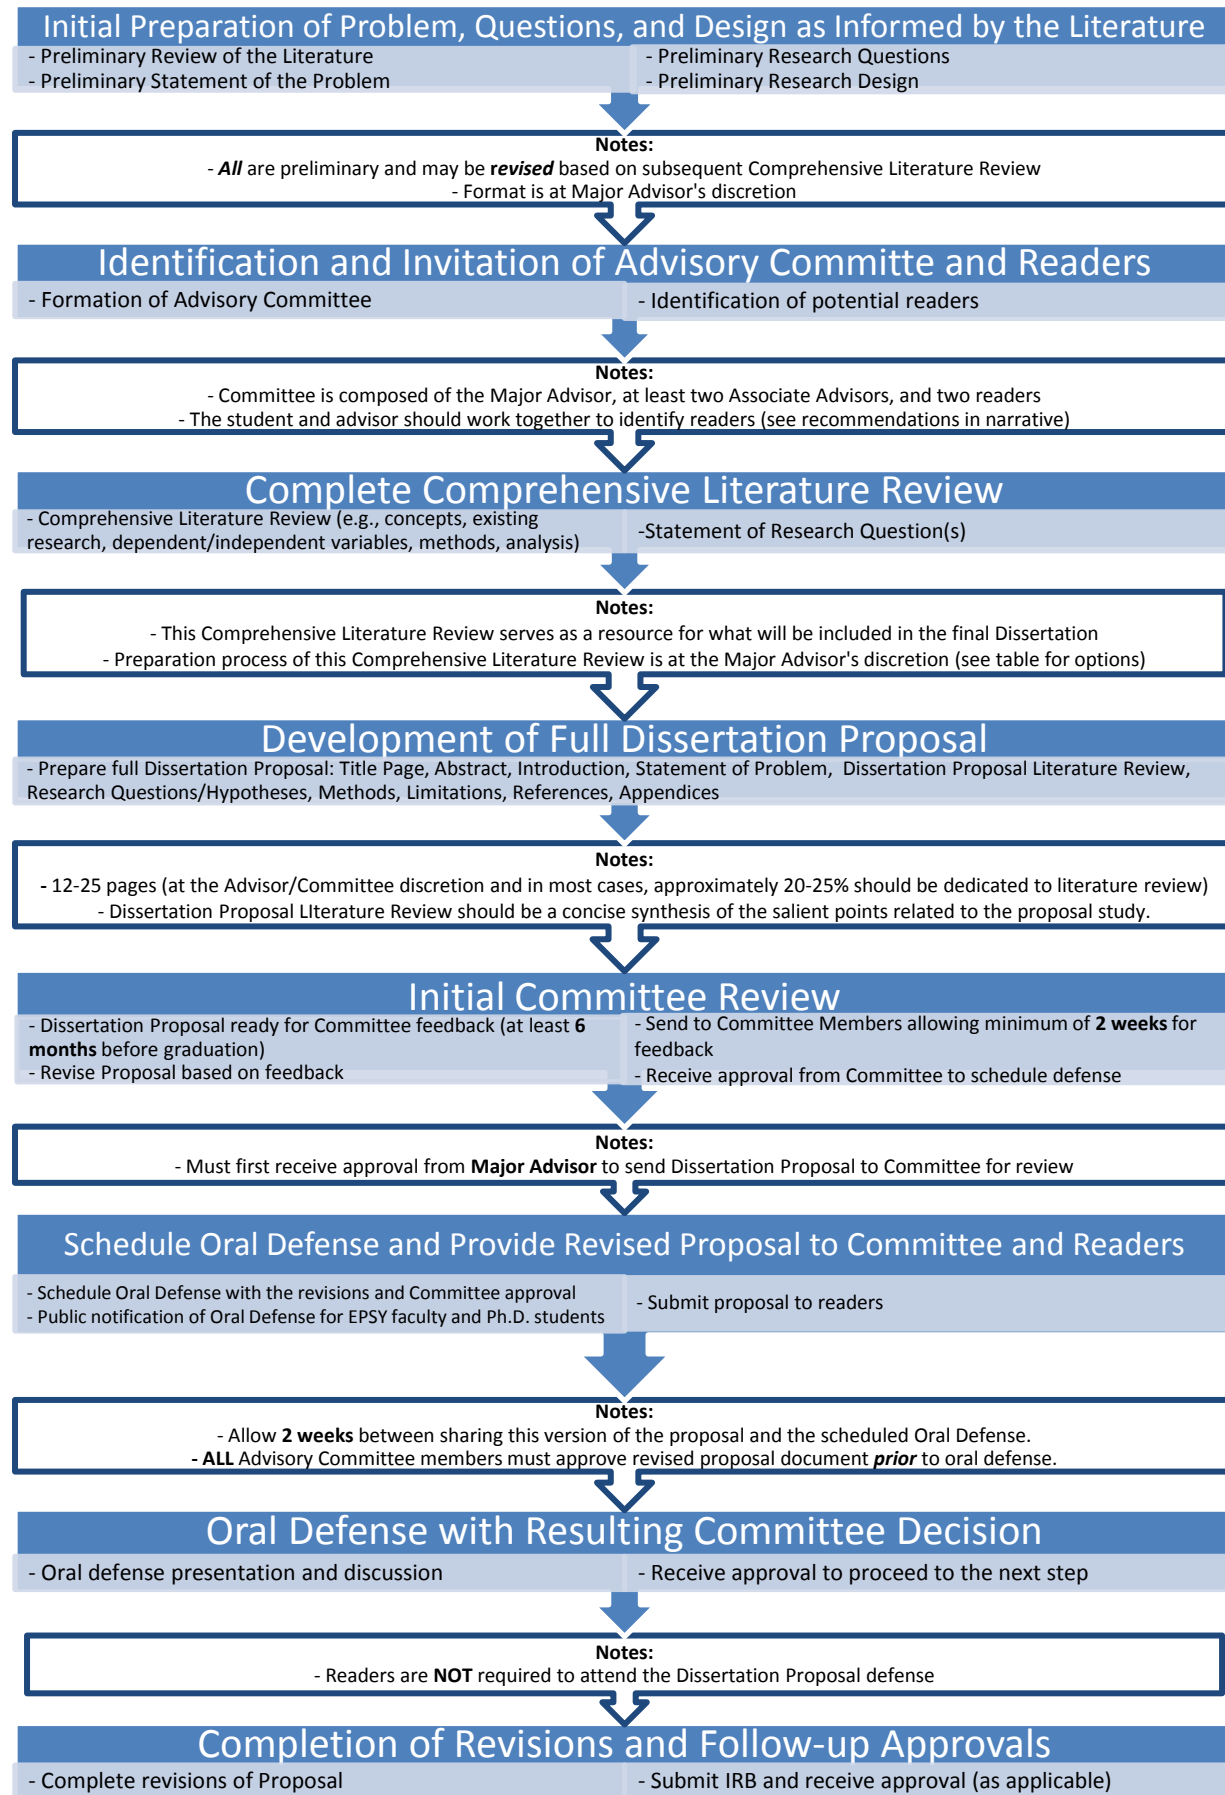 Initial Preparation of Problem, Questions, and Design as Informed by the Literature
- Preliminary Review of the Literature
- Preliminary Statement of the Problem
- Preliminary Research Questions
- Preliminary Research Design
Notes:
- All are preliminary and may be revised based on subsequent Comprehensive Literature Review
- Format is at Major Advisor's discretion
Identification and Invitation of Advisory Committe and Readers
- Formation of Advisory Committee
- Identification of potential readers
Notes:
- Committee is composed of the Major Advisor, at least two Associate Advisors, and two readers
- The student and advisor should work together to identify readers (see recommendations in narrative)
Complete Comprehensive Literature Review
- Comprehensive Literature Review (e.g., concepts, existing
research, dependent/independent variables, methods, analysis)
-Statement of Research Question(s)
Notes:
- This Comprehensive Literature Review serves as a resource for what will be included in the final Dissertation
- Preparation process of this Comprehensive Literature Review is at the Major Advisor's discretion (see table for options)
Development of Full Dissertation Proposal
- Prepare full Dissertation Proposal: Title Page, Abstract, Introduction, Statement of Problem, Dissertation Proposal Literature Review,
Research Questions/Hypotheses, Methods, Limitations, References, Appendices
Notes:
- 12-25 pages (at the Advisor/Committee discretion and in most cases, approximately 20-25% should be dedicated to literature review)
- Dissertation Proposal LIterature Review should be a concise synthesis of the salient points related to the proposal study.
Initial Committee Review
- Dissertation Proposal ready for Committee feedback (at least 6
months before graduation)
- Revise Proposal based on feedback
- Send to Committee Members allowing minimum of 2 weeks for
feedback
- Receive approval from Committee to schedule defense
Notes:
- Must first receive approval from Major Advisor to send Dissertation Proposal to Committee for review
Schedule Oral Defense and Provide Revised Proposal to Committee and Readers
- Schedule Oral Defense with the revisions and Committee approval
- Public notification of Oral Defense for EPSY faculty and Ph.D. students
- Submit proposal to readers
Notes:
- Allow 2 weeks between sharing this version of the proposal and the scheduled Oral Defense.
- ALL Advisory Committee members must approve revised proposal document prior to oral defense.
Oral Defense with Resulting Committee Decision
- Oral defense presentation and discussion
- Receive approval to proceed to the next step
Notes:
- Readers are NOT required to attend the Dissertation Proposal defense
Completion of Revisions and Follow-up Approvals
- Complete revisions of Proposal
- Submit IRB and receive approval (as applicable)